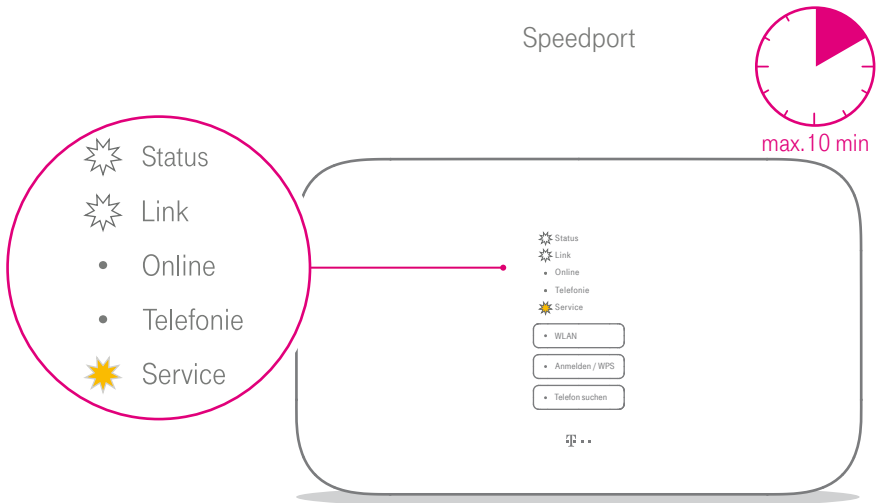 Speedport
max. 10 min
Status
Link
Online
Telefonie
Service
Status
Link
Online
Telefonie
Service
WLAN
Anmelden / WPS
Telefon suchen
T